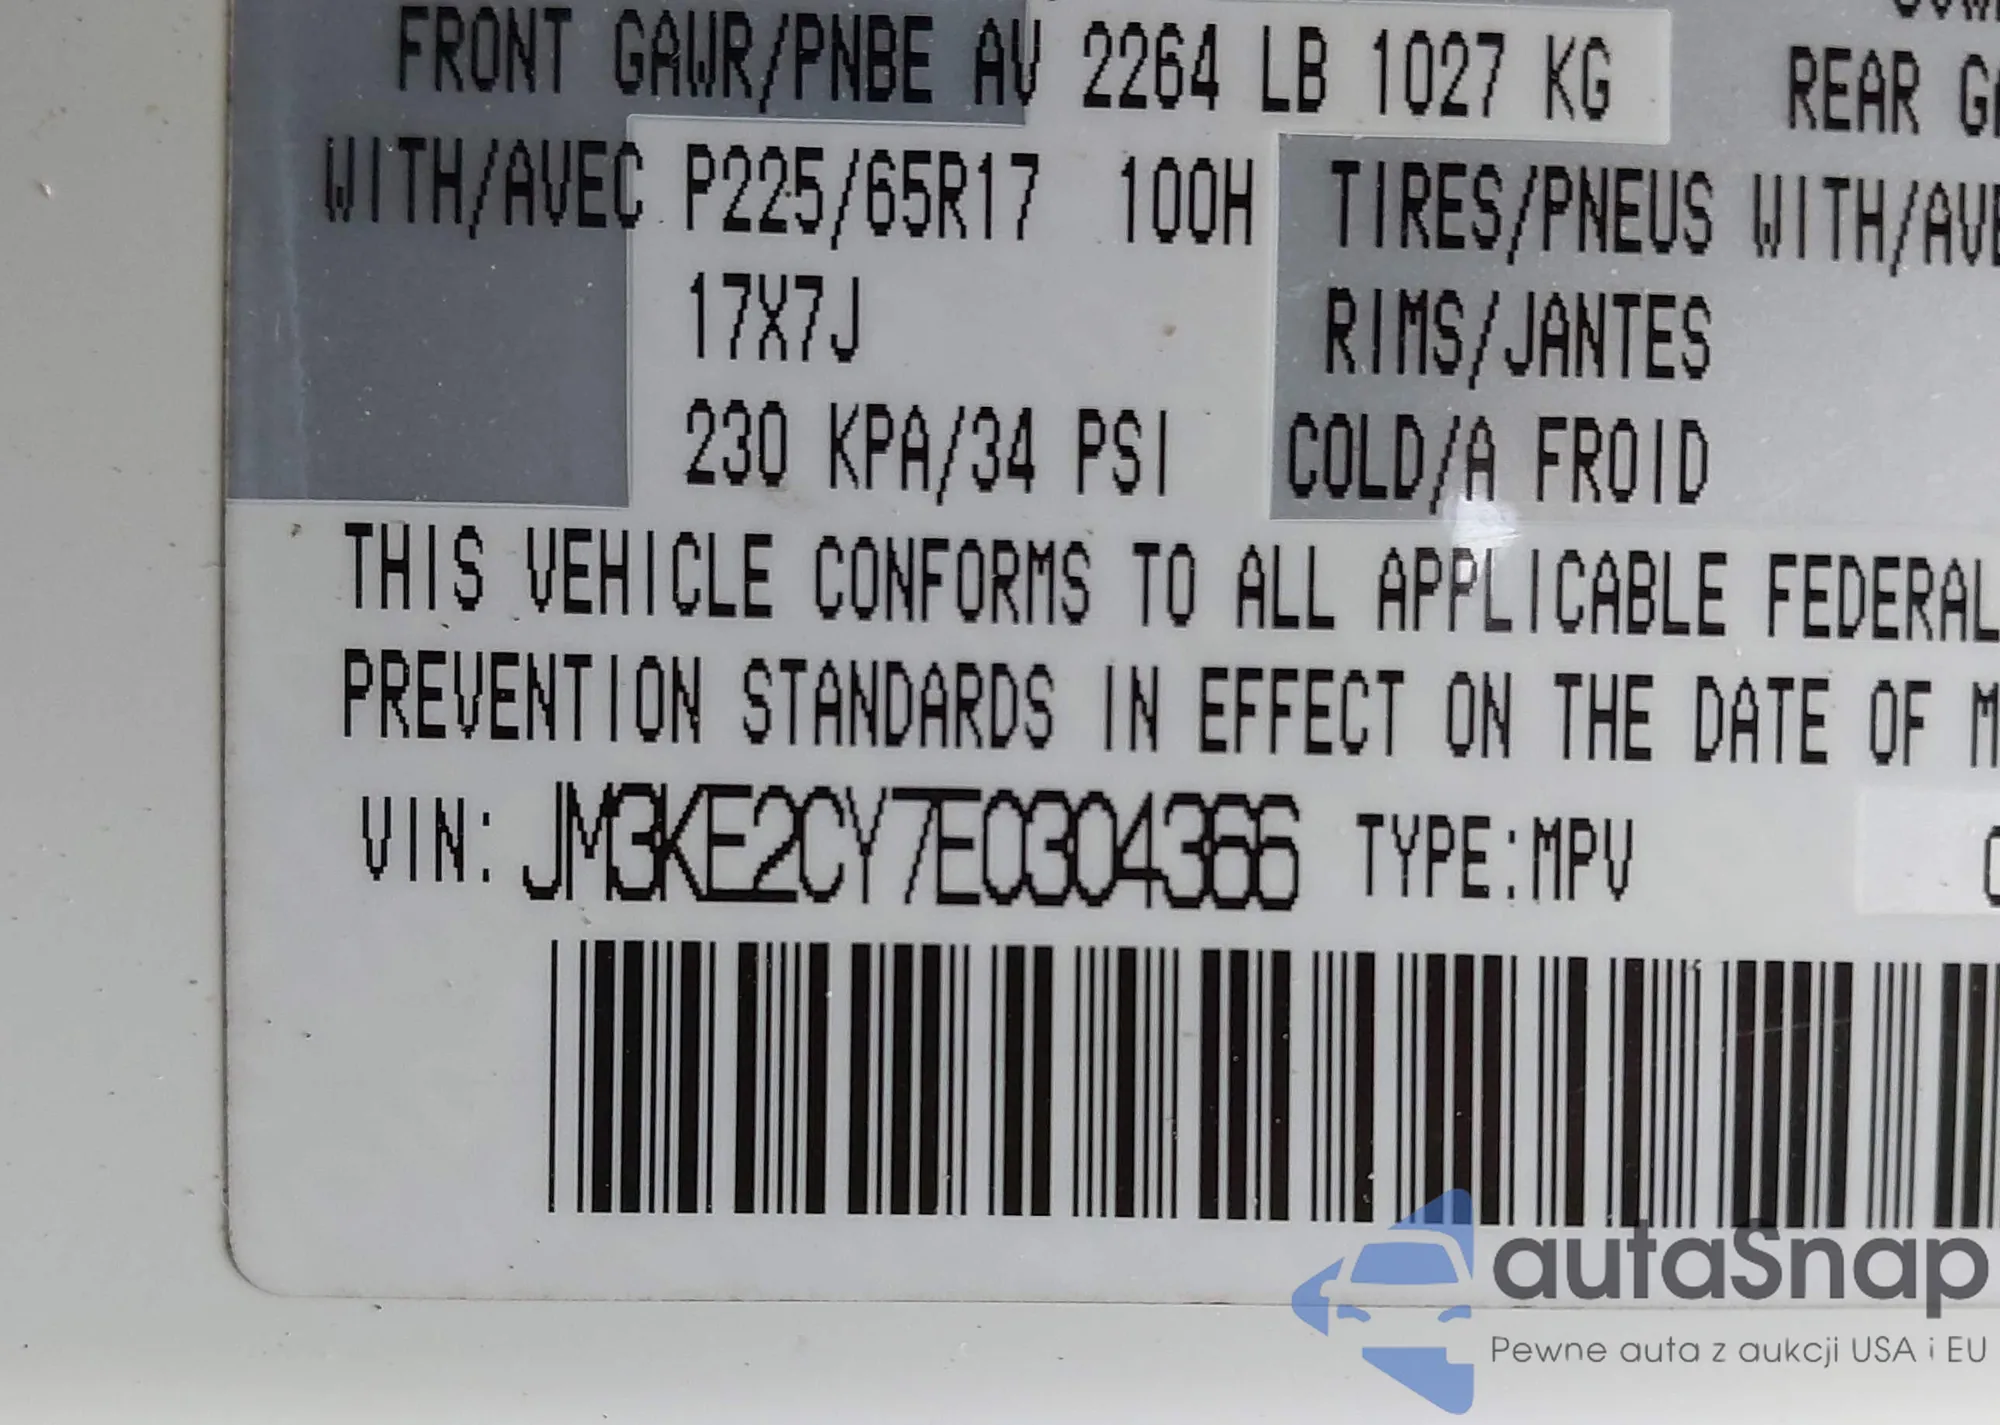 FRONT GAWR/PNBE AV 2264 LB 1027 KG REAR
WITH/AVEC P225/65R17 100H TIRES/PNEUS WITH/AVE
17X7J RIMS/JANTES
230 KPA/34 PSI COLD/A FROID
THIS VEHICLE CONFORMS TO ALL APPLICABLE FEDERAL
PREVENTION STANDARDS IN EFFECT ON THE DATE OF M
VIN: JM3KE2CY7E0304366 TYPE:MPV
autaSnap
Pewne auta z aukcji USA i EU